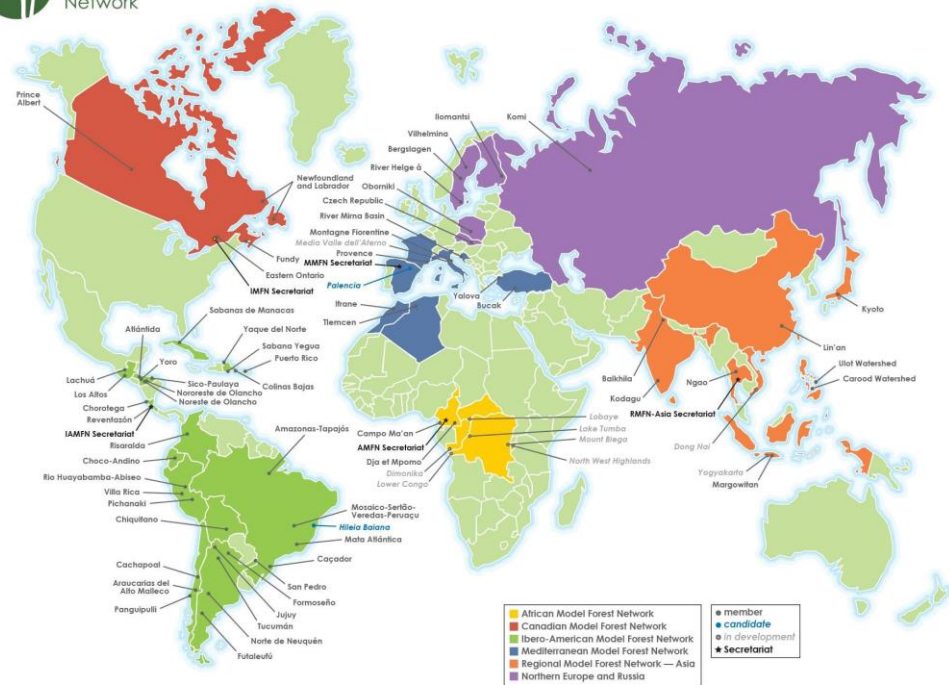 Network
Prince
Albert
Newfoundland
and Labrador
Fundy
Eastern Ontario
IMFN Secretariat
Ilomantsi
Komi
Vilhelmina
Bergslagen
River Helge å
Oborniki
Czech Republic
River Mirna Basin
Montagne Fiorentine
Media Valle dell'Aterno
Provence
MMFN Secretariat
Palencia
Ifrane
Tlemcen
Yalova
Bucak
Sabanas de Manacas
Atlántida
Yaque del Norte
Yoro
Sabana Yegua
Puerto Rico
Lachuá
Sico-Paulaya
Colinas Bajas
Los Altos
Nororeste de Olancho
Noreste de Olancho
Chorotega
Reventazón
IAMFN Secretariat
Risaralda
Amazonas-Tapajós
Choco-Andino
Rio Huayabamba-Abiseo
Villa Rica
Pichanaki
Chiquitano
Mosaico-Sertão-
Veredas-Peruaçu
Hileia Baiana
Mata Atlántica
Caçador
Cachapoal
San Pedro
Araucarias del
Alto Malleco
Formoseño
Panguipulli
Jujuy
Tucumán
Norte de Neuquén
Futaleufú
Campo Ma'an
AMFN Secretariat
Dja et Mpomo
Dimonika
Lower Congo
Lobaye
Lake Tumba
Mount Biega
North West Highlands
Kyoto
Lin'an
Baikhila
Ngao
Ulot Watershed
Carood Watershed
Kodagu
RMFN-Asia Secretariat
Dong Nai
Yogyakarta
Margowitan
African Model Forest Network
Canadian Model Forest Network
Ibero-American Model Forest Network
Mediterranean Model Forest Network
Regional Model Forest Network — Asia
Northern Europe and Russia
member
candidate
in development
Secretariat